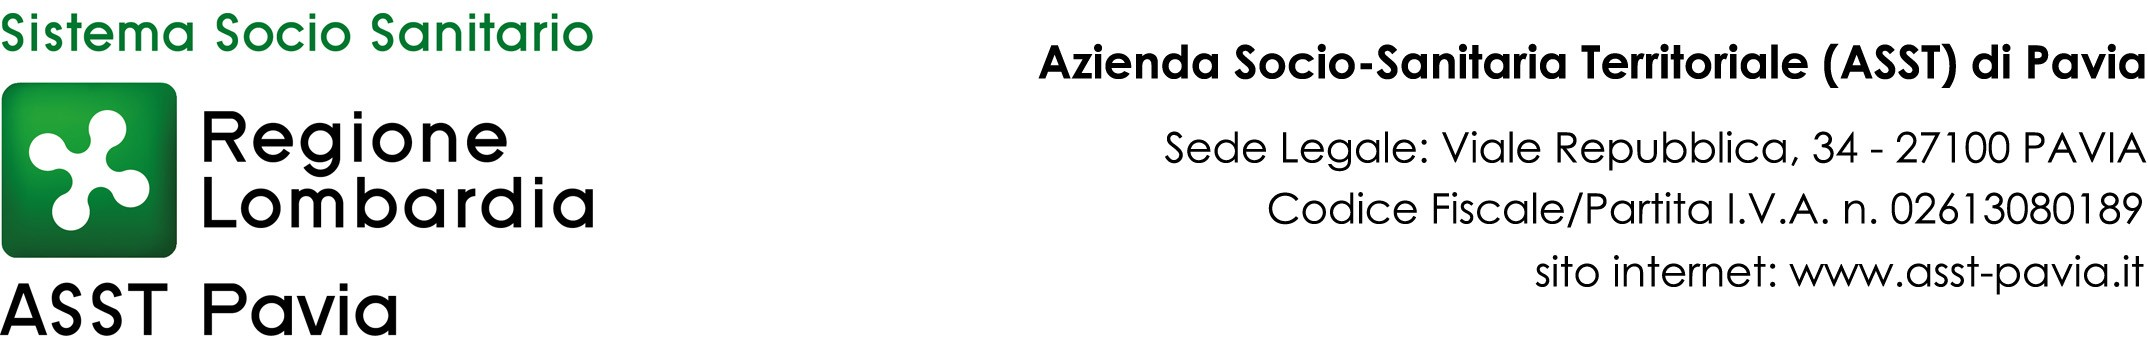 Sistema Socio Sanitario
Regione
Lombardia
ASST Pavia
Azienda Socio-Sanitaria Territoriale (ASST) di Pavia
Sede Legale: Viale Repubblica, 34 - 27100 PAVIA
Codice Fiscale/Partita I.V.A. n. 02613080189
sito internet: www.asst-pavia.it